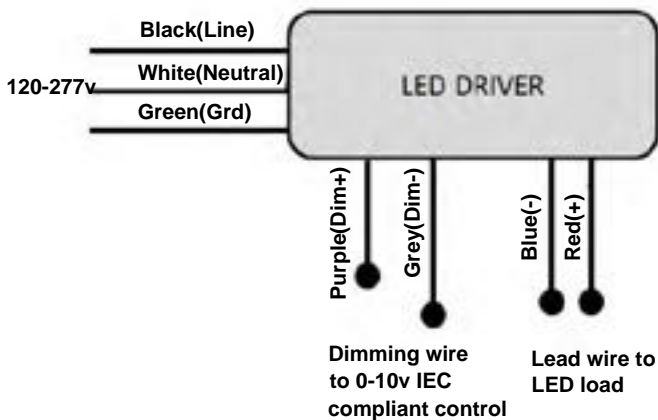 Black(Line)
120-277v
White(Neutral)
Green(Grd)
LED DRIVER
Purple(Dim+)
Grey(Dim-)
Blue(-)
Red(+)
Dimming wire
to 0-10v IEC
compliant control
Lead wire to
LED load